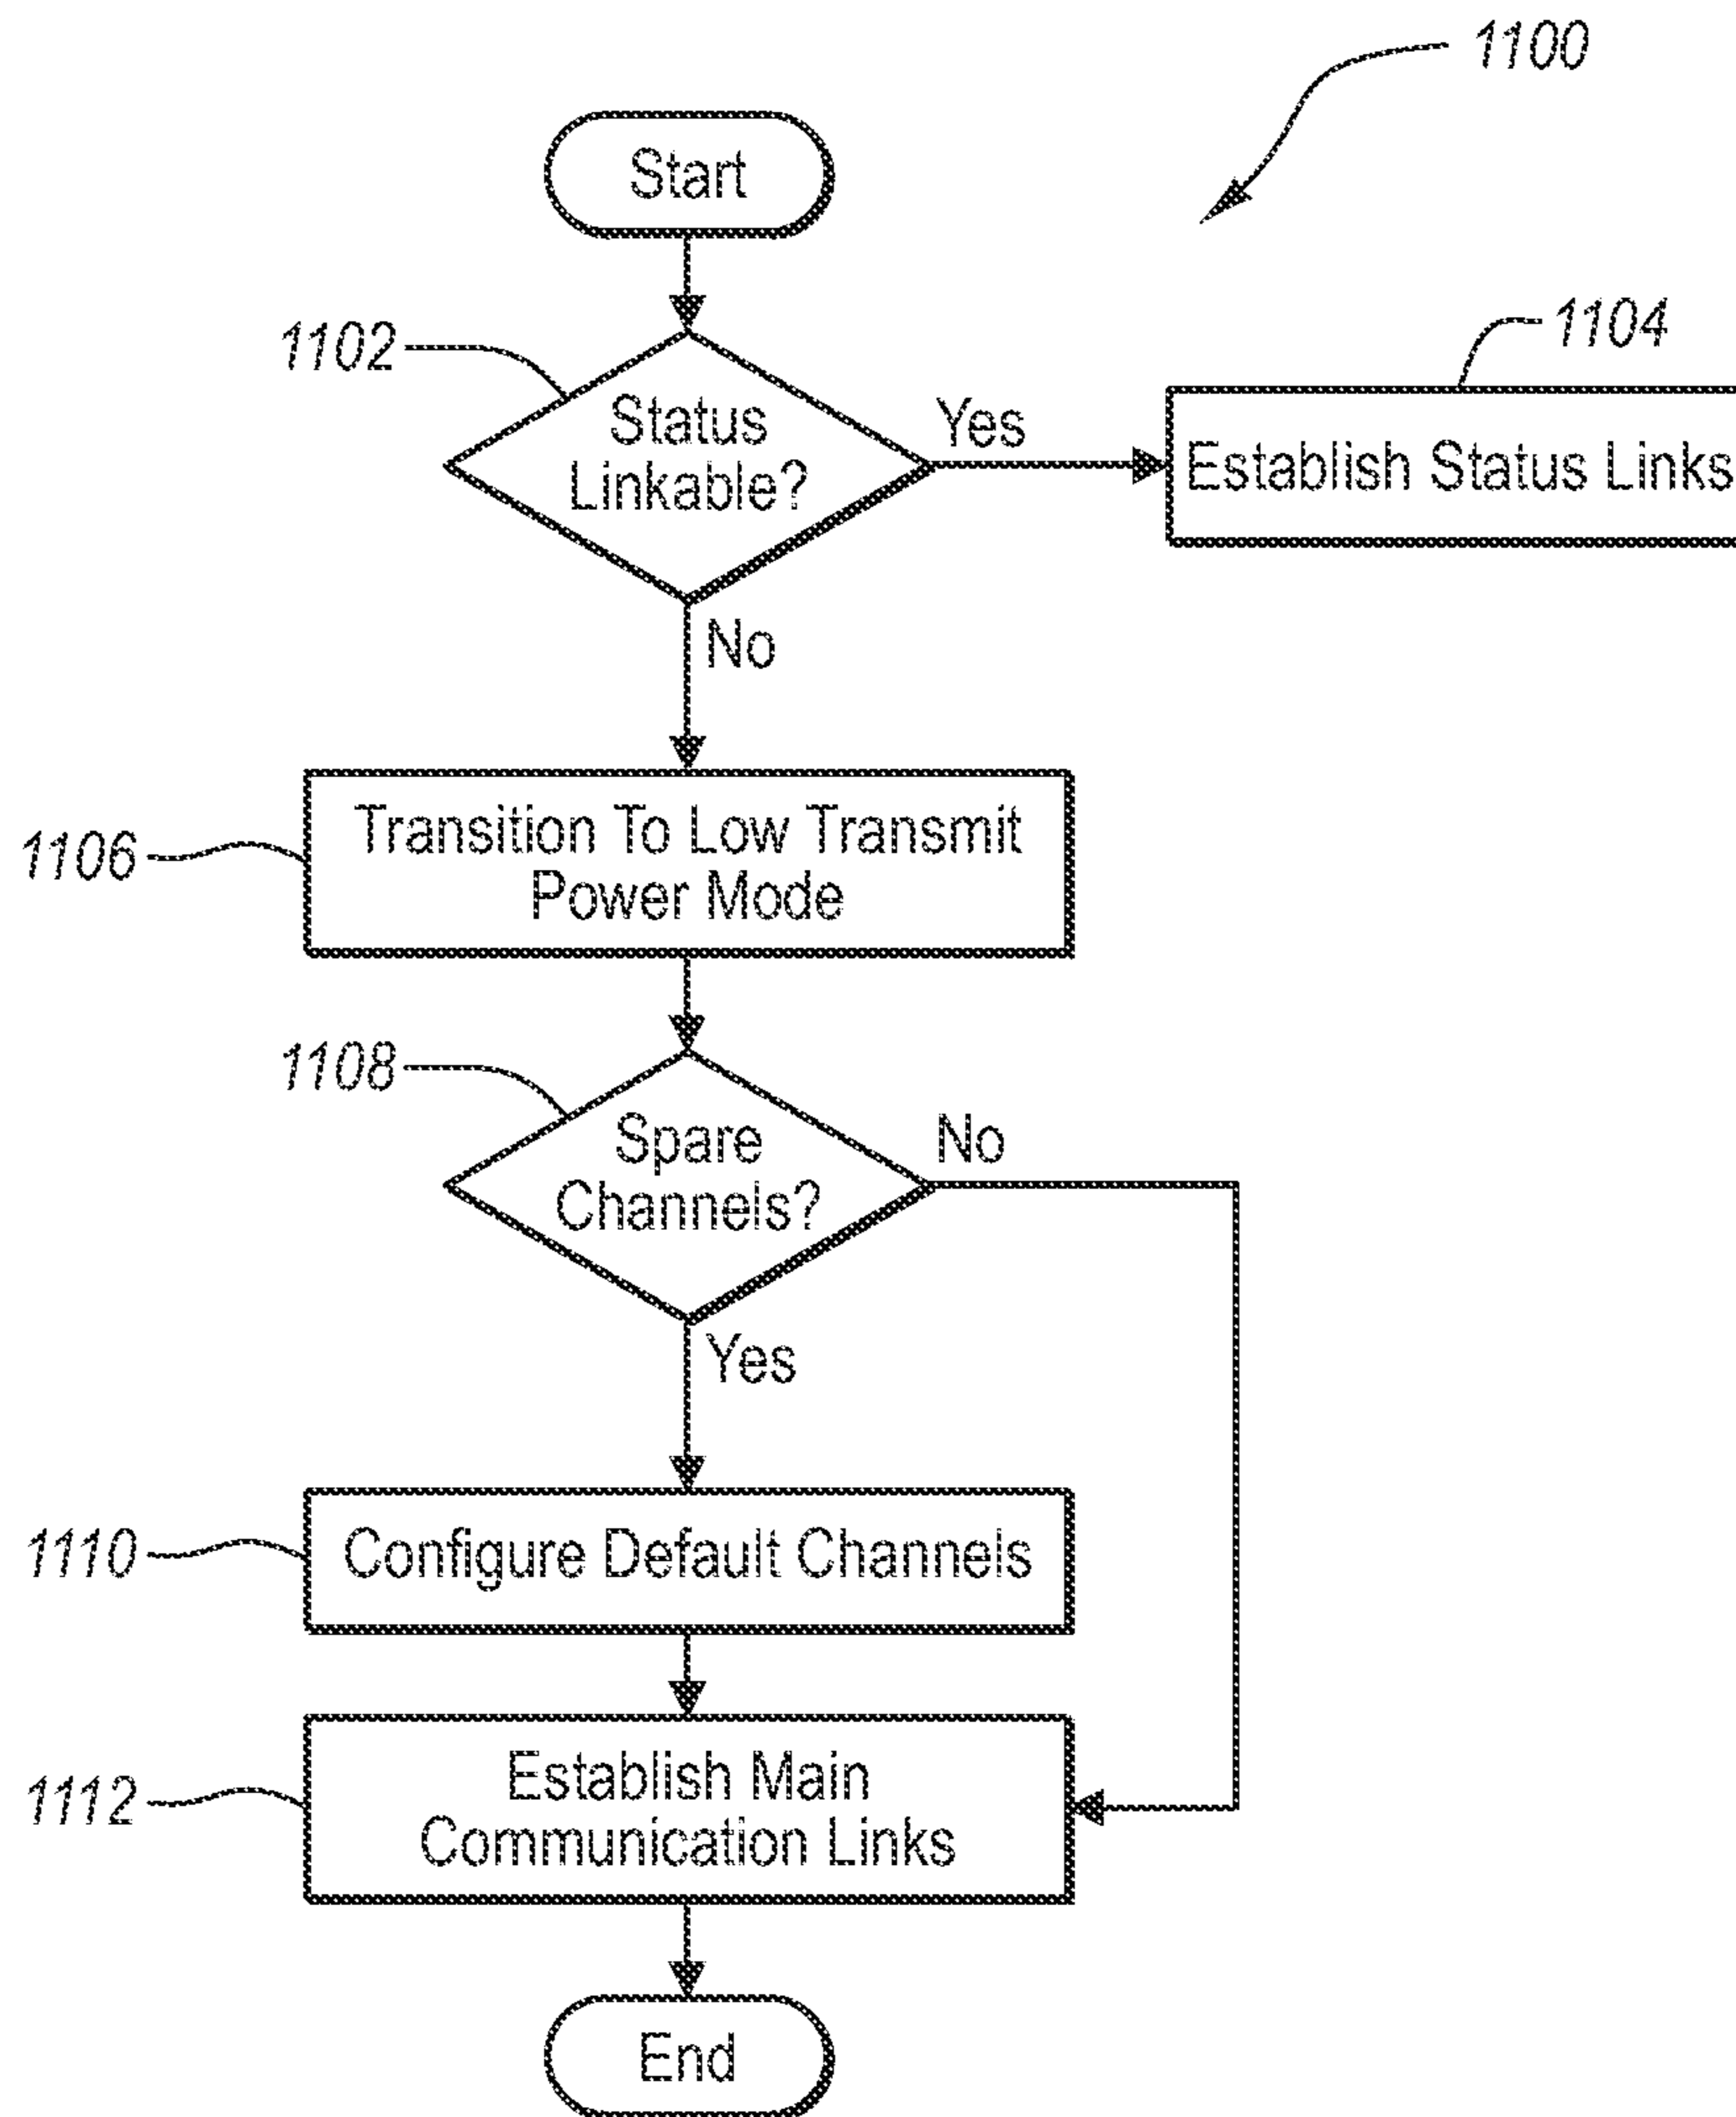 1100
Start
1102
1104
Status
Linkable?
Yes
Establish Status Links
No
1106
Transition To Low Transmit
Power Mode
1108
Spare
Channels?
No
Yes
1110
Configure Default Channels
1112
Establish Main
Communication Links
End